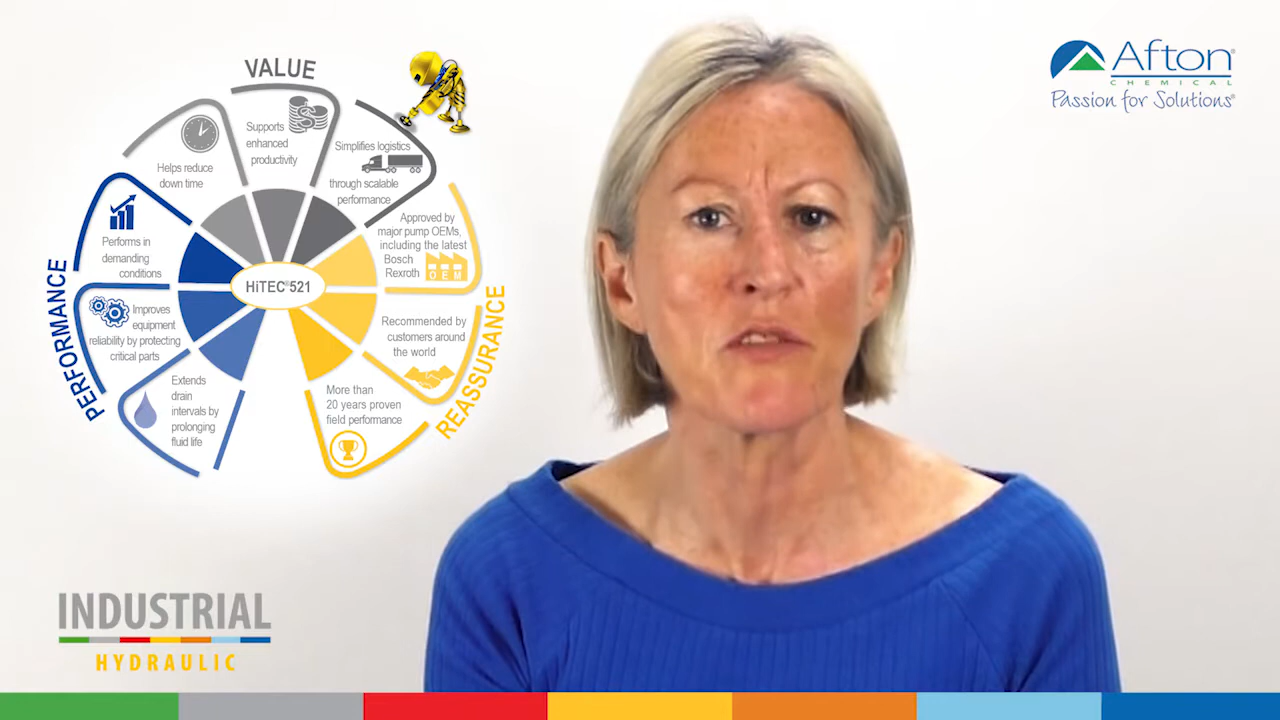 VALUE
Helps reduce
down time
Supports
enhanced
productivity
Simplifies logistics
through scalable
performance
Approved by
major pump OEMs,
including the latest
Bosch
Rexroth
OEM
Recommended by
customers around
the world
More than
20 years proven
field performance
REASSURANCE
PERFORMANCE
Performs in
demanding
conditions
Improves
equipment
reliability by protecting
critical parts
Extends
drain
intervals by
prolonging
fluid life
HiTEC®521
Afton®
CHEMICAL
Passion for Solutions®
INDUSTRIAL
HYDRAULIC